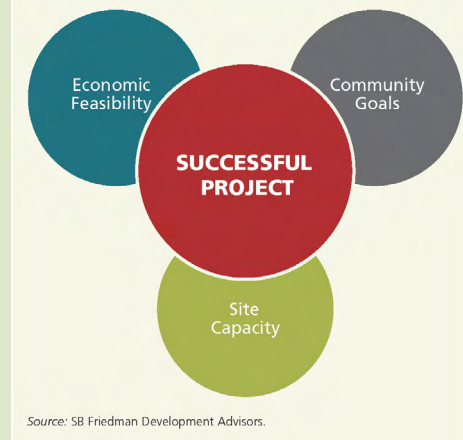 Economic
Feasibility
Community
Goals
SUCCESSFUL
PROJECT
Site
Capacity
Source: SB Friedman Development Advisors.